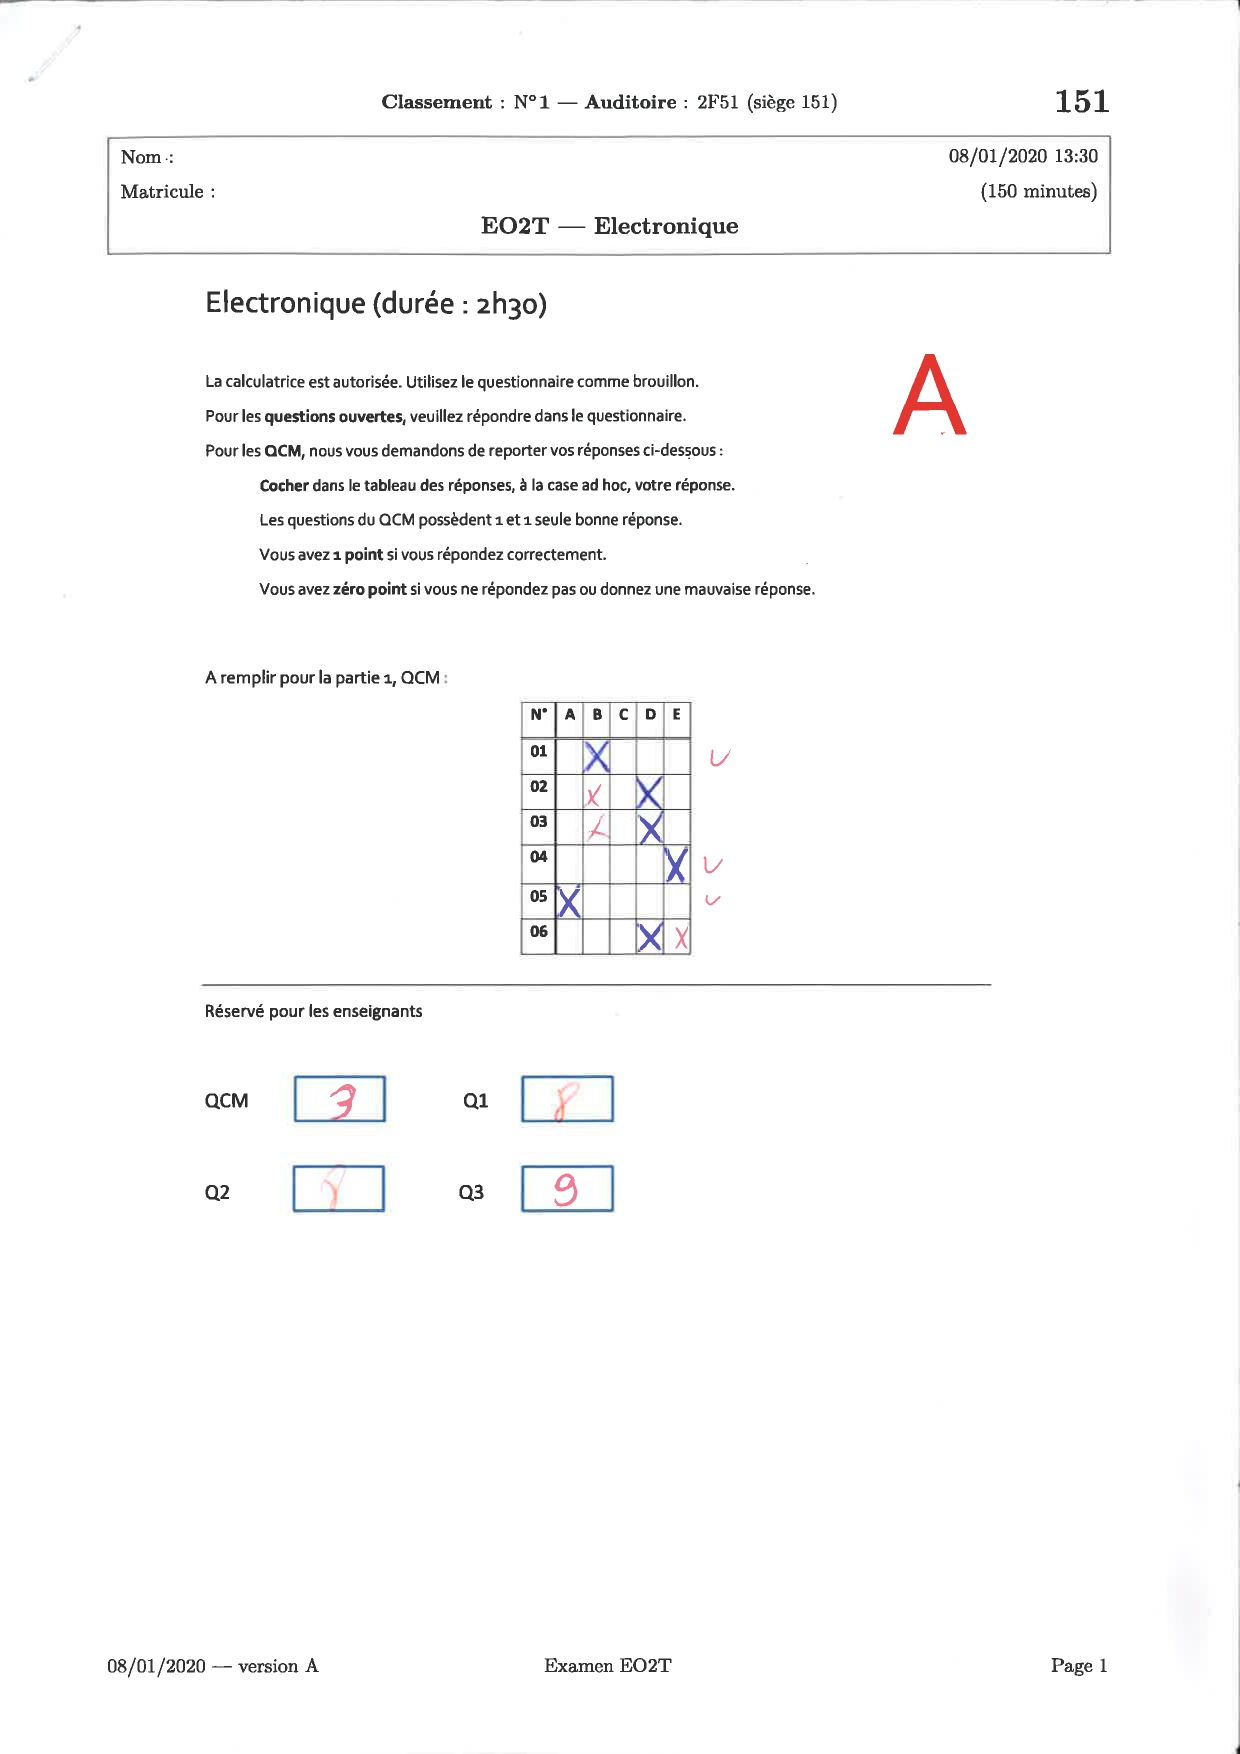 Classement : N°1 — Auditoire : 2F51 (siège 151)
151
Nom :
08/01/2020 13:30
Matricule :
(150 minutes)
EO2T — Electronique
Electronique (durée : 2h30)
A
La calculatrice est autorisée. Utilisez le questionnaire comme brouillon.
Pour les questions ouvertes, veuillez répondre dans le questionnaire.
Pour les QCM, nous vous demandons de reporter vos réponses ci-dessous :
Cocher dans le tableau des réponses, à la case ad hoc, votre réponse.
Les questions du QCM possèdent 1 et 1 seule bonne réponse.
Vous avez 1 point si vous répondez correctement.
Vous avez zéro point si vous ne répondez pas ou donnez une mauvaise réponse.
A remplir pour la partie 1, QCM :
N° A B C D E
01 X
02 X X
03 X X
04 X
05 X
06 X X
Réservé pour les enseignants
QCM 3 Q1 8
Q2 8 Q3 9
08/01/2020 — version A
Examen EO2T
Page 1